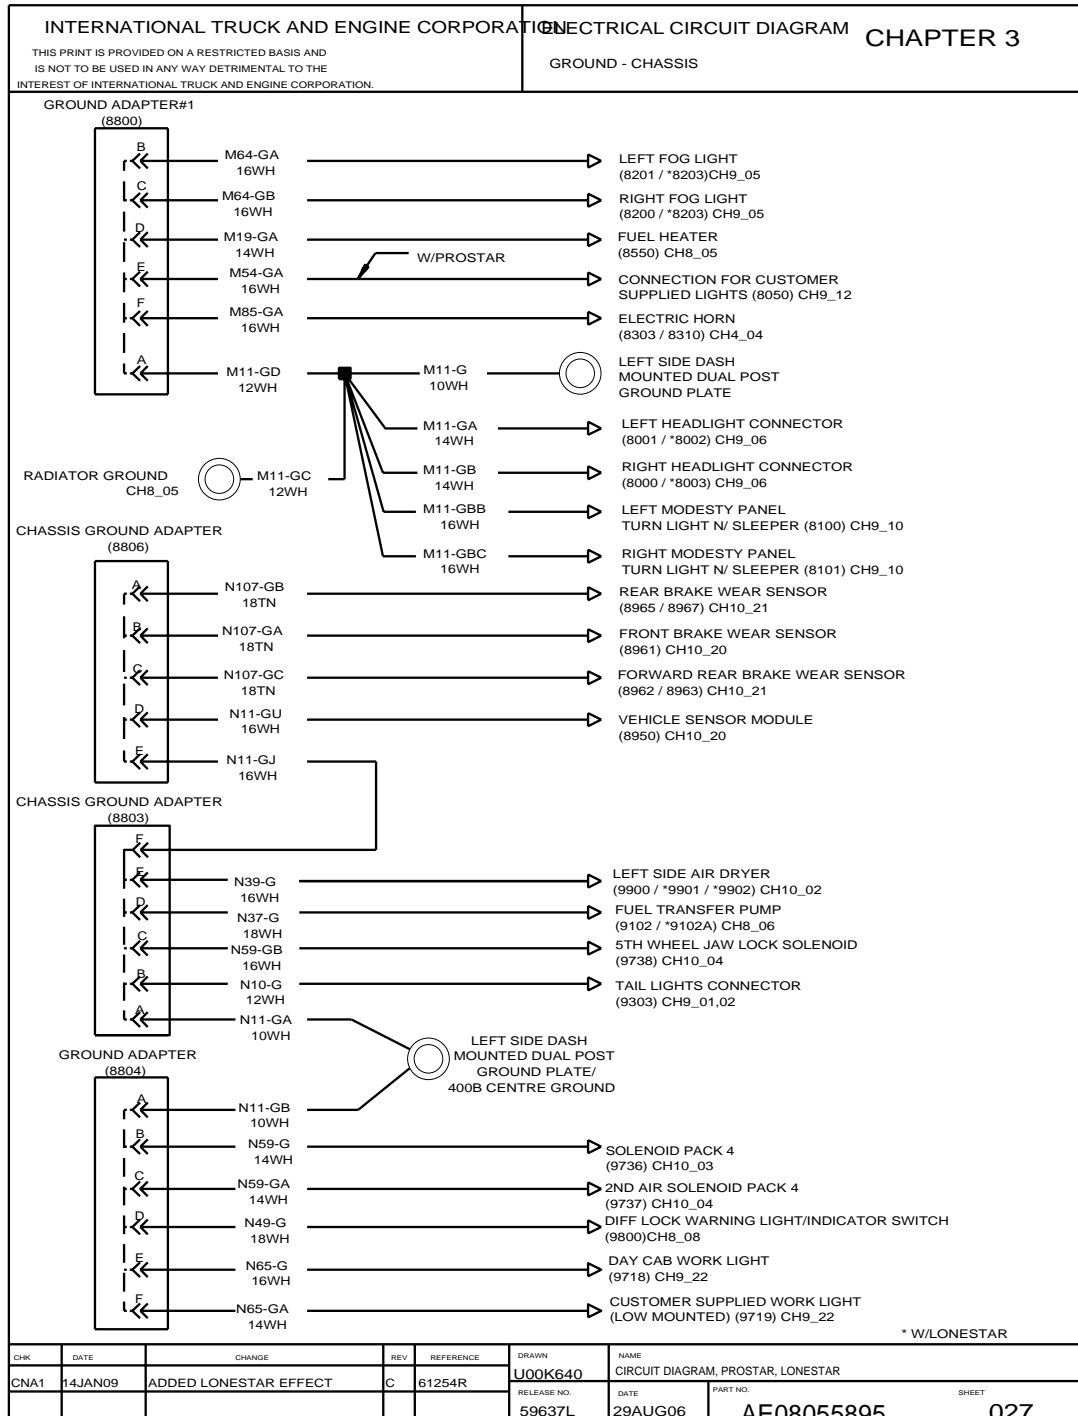 INTERNATIONAL TRUCK AND ENGINE CORPORATION
THIS PRINT IS PROVIDED ON A RESTRICTED BASIS AND
IS NOT TO BE USED IN ANY WAY DETRIMENTAL TO THE
INTEREST OF INTERNATIONAL TRUCK AND ENGINE CORPORATION.
ELECTRICAL CIRCUIT DIAGRAM
GROUND - CHASSIS
CHAPTER 3
GROUND ADAPTER#1
(8800)
B
M64-GA
16WH
LEFT FOG LIGHT
(8201 / *8203)CH9_05
C
M64-GB
16WH
RIGHT FOG LIGHT
(8200 / *8203) CH9_05
D
M19-GA
14WH
FUEL HEATER
(8550) CH8_05
W/PROSTAR
E
M54-GA
16WH
CONNECTION FOR CUSTOMER
SUPPLIED LIGHTS (8050) CH9_12
F
M85-GA
16WH
ELECTRIC HORN
(8303 / 8310) CH4_04
A
M11-GD
12WH
M11-G
10WH
LEFT SIDE DASH
MOUNTED DUAL POST
GROUND PLATE
M11-GA
14WH
LEFT HEADLIGHT CONNECTOR
(8001 / *8002) CH9_06
M11-GB
14WH
RIGHT HEADLIGHT CONNECTOR
(8000 / *8003) CH9_06
RADIATOR GROUND
CH8_05
M11-GC
12WH
M11-GBB
16WH
LEFT MODESTY PANEL
TURN LIGHT N/ SLEEPER (8100) CH9_10
M11-GBC
16WH
RIGHT MODESTY PANEL
TURN LIGHT N/ SLEEPER (8101) CH9_10
CHASSIS GROUND ADAPTER
(8806)
A
N107-GB
18TN
REAR BRAKE WEAR SENSOR
(8965 / 8967) CH10_21
B
N107-GA
18TN
FRONT BRAKE WEAR SENSOR
(8961) CH10_20
C
N107-GC
18TN
FORWARD REAR BRAKE WEAR SENSOR
(8962 / 8963) CH10_21
D
N11-GU
16WH
VEHICLE SENSOR MODULE
(8950) CH10_20
E
N11-GJ
16WH
CHASSIS GROUND ADAPTER
(8803)
F
E
N39-G
16WH
LEFT SIDE AIR DRYER
(9900 / *9901 / *9902) CH10_02
D
N37-G
18WH
FUEL TRANSFER PUMP
(9102 / *9102A) CH8_06
C
N59-GB
16WH
5TH WHEEL JAW LOCK SOLENOID
(9738) CH10_04
B
N10-G
12WH
TAIL LIGHTS CONNECTOR
(9303) CH9_01,02
A
N11-GA
10WH
LEFT SIDE DASH
MOUNTED DUAL POST
GROUND PLATE/
400B CENTRE GROUND
GROUND ADAPTER
(8804)
A
N11-GB
10WH
B
N59-G
14WH
SOLENOID PACK 4
(9736) CH10_03
C
N59-GA
14WH
2ND AIR SOLENOID PACK 4
(9737) CH10_04
D
N49-G
18WH
DIFF LOCK WARNING LIGHT/INDICATOR SWITCH
(9800)CH8_08
E
N65-G
16WH
DAY CAB WORK LIGHT
(9718) CH9_22
F
N65-GA
14WH
CUSTOMER SUPPLIED WORK LIGHT
(LOW MOUNTED) (9719) CH9_22
* W/LONESTAR
CHK DATE CHANGE REV REFERENCE
CNA1 14JAN09 ADDED LONESTAR EFFECT C 61254R
DRAWN
U00K640
NAME
CIRCUIT DIAGRAM, PROSTAR, LONESTAR
RELEASE NO.
59637L
DATE
29AUG06
PART NO.
AE08055895
SHEET
027